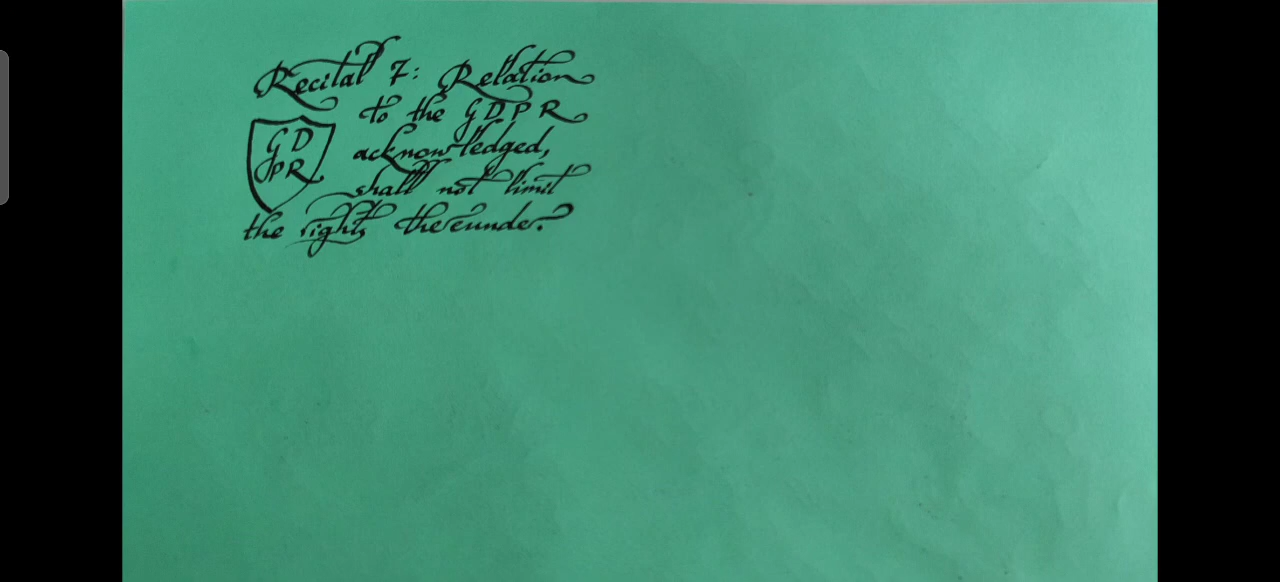 Recital 7: Relation
to the GDPR
GD
PR
acknowledged,
shall not limit
the rights thereunder.